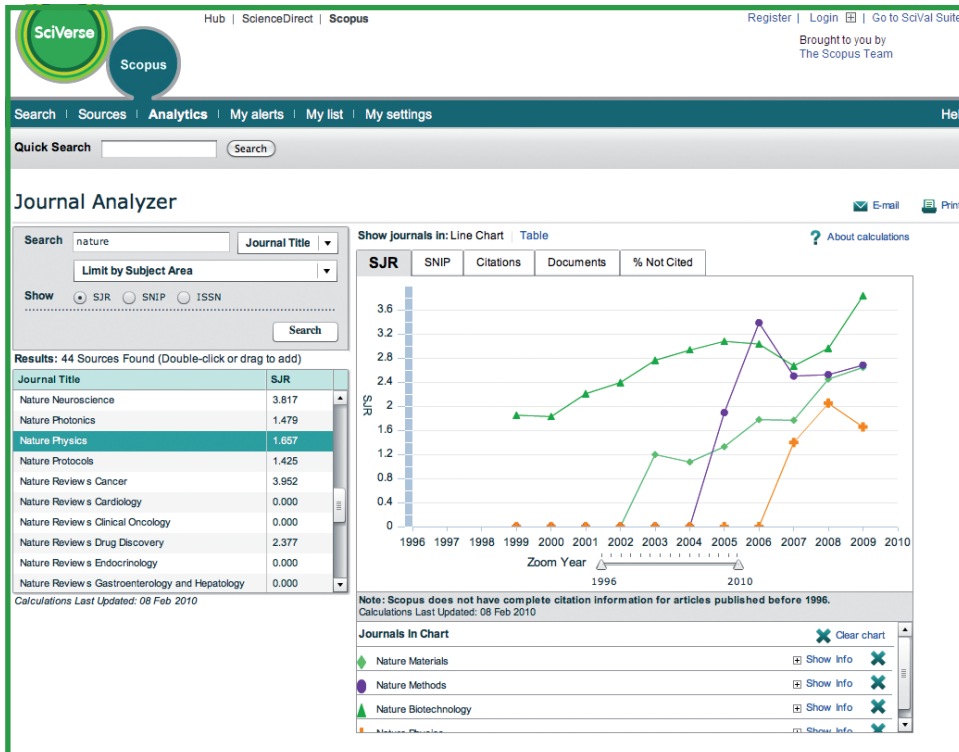 Hub | ScienceDirect | Scopus
Register | Login | Go to SciVal Suite
SciVerse
Scopus
Brought to you by
The Scopus Team
Search | Sources | Analytics | My alerts | My list | My settings
Quick Search Search
Journal Analyzer
E-mail Print
Search nature Journal Title
Limit by Subject Area
Show SJR SNIP ISSN
Search
Results: 44 Sources Found (Double-click or drag to add)
Journal Title SJR
Nature Neuroscience 3.817
Nature Photonics 1.479
Nature Physics 1.657
Nature Protocols 1.425
Nature Reviews Cancer 3.952
Nature Reviews Cardiology 0.000
Nature Reviews Clinical Oncology 0.000
Nature Reviews Drug Discovery 2.377
Nature Reviews Endocrinology 0.000
Nature Reviews Gastroenterology and Hepatology 0.000
Calculations Last Updated: 08 Feb 2010
Show journals in: Line Chart | Table
? About calculations
SJR SNIP Citations Documents % Not Cited
3.6
3.2
2.8
2.4
2
1.6
1.2
0.8
0.4
0
SJR
1996 1997 1998 1999 2000 2001 2002 2003 2004 2005 2006 2007 2008 2009 2010
Zoom Year
1996 2010
Note: Scopus does not have complete citation information for articles published before 1996.
Calculations Last Updated: 08 Feb 2010
Journals In Chart Clear chart
Nature Materials Show Info
Nature Methods Show Info
Nature Biotechnology Show Info
Nature Physics Show Info